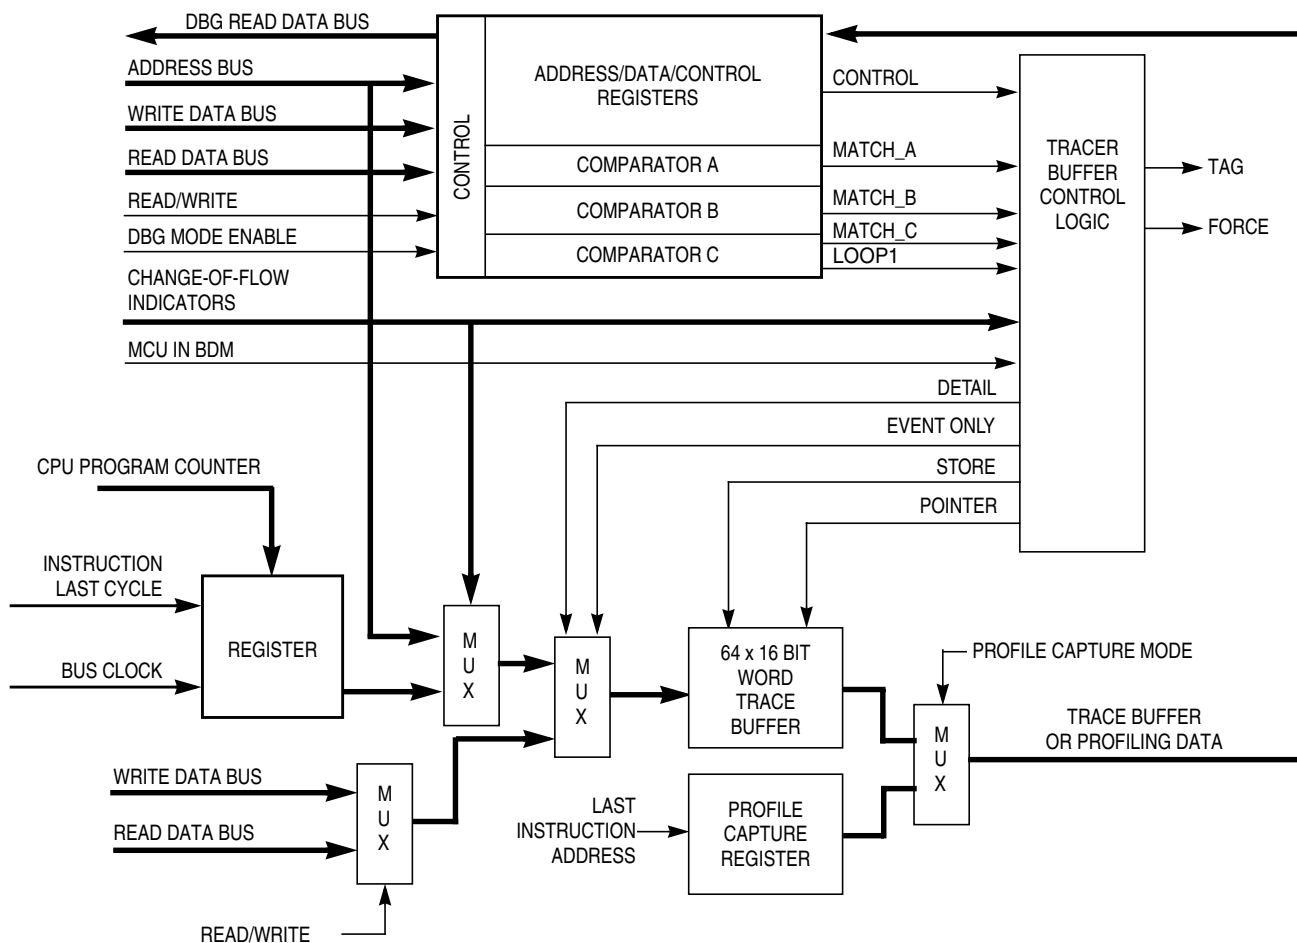 DBG READ DATA BUS
ADDRESS BUS
WRITE DATA BUS
READ DATA BUS
READ/WRITE
DBG MODE ENABLE
CHANGE-OF-FLOW
INDICATORS
MCU IN BDM
CONTROL
ADDRESS/DATA/CONTROL
REGISTERS
COMPARATOR A
COMPARATOR B
COMPARATOR C
CONTROL
MATCH_A
MATCH_B
MATCH_C
LOOP1
TRACER
BUFFER
CONTROL
LOGIC
TAG
FORCE
DETAIL
EVENT ONLY
STORE
POINTER
CPU PROGRAM COUNTER
INSTRUCTION
LAST CYCLE
BUS CLOCK
REGISTER
M
U
X
M
U
X
64 x 16 BIT
WORD
TRACE
BUFFER
PROFILE CAPTURE MODE
M
U
X
TRACE BUFFER
OR PROFILING DATA
WRITE DATA BUS
READ DATA BUS
M
U
X
READ/WRITE
LAST
INSTRUCTION
ADDRESS
PROFILE
CAPTURE
REGISTER